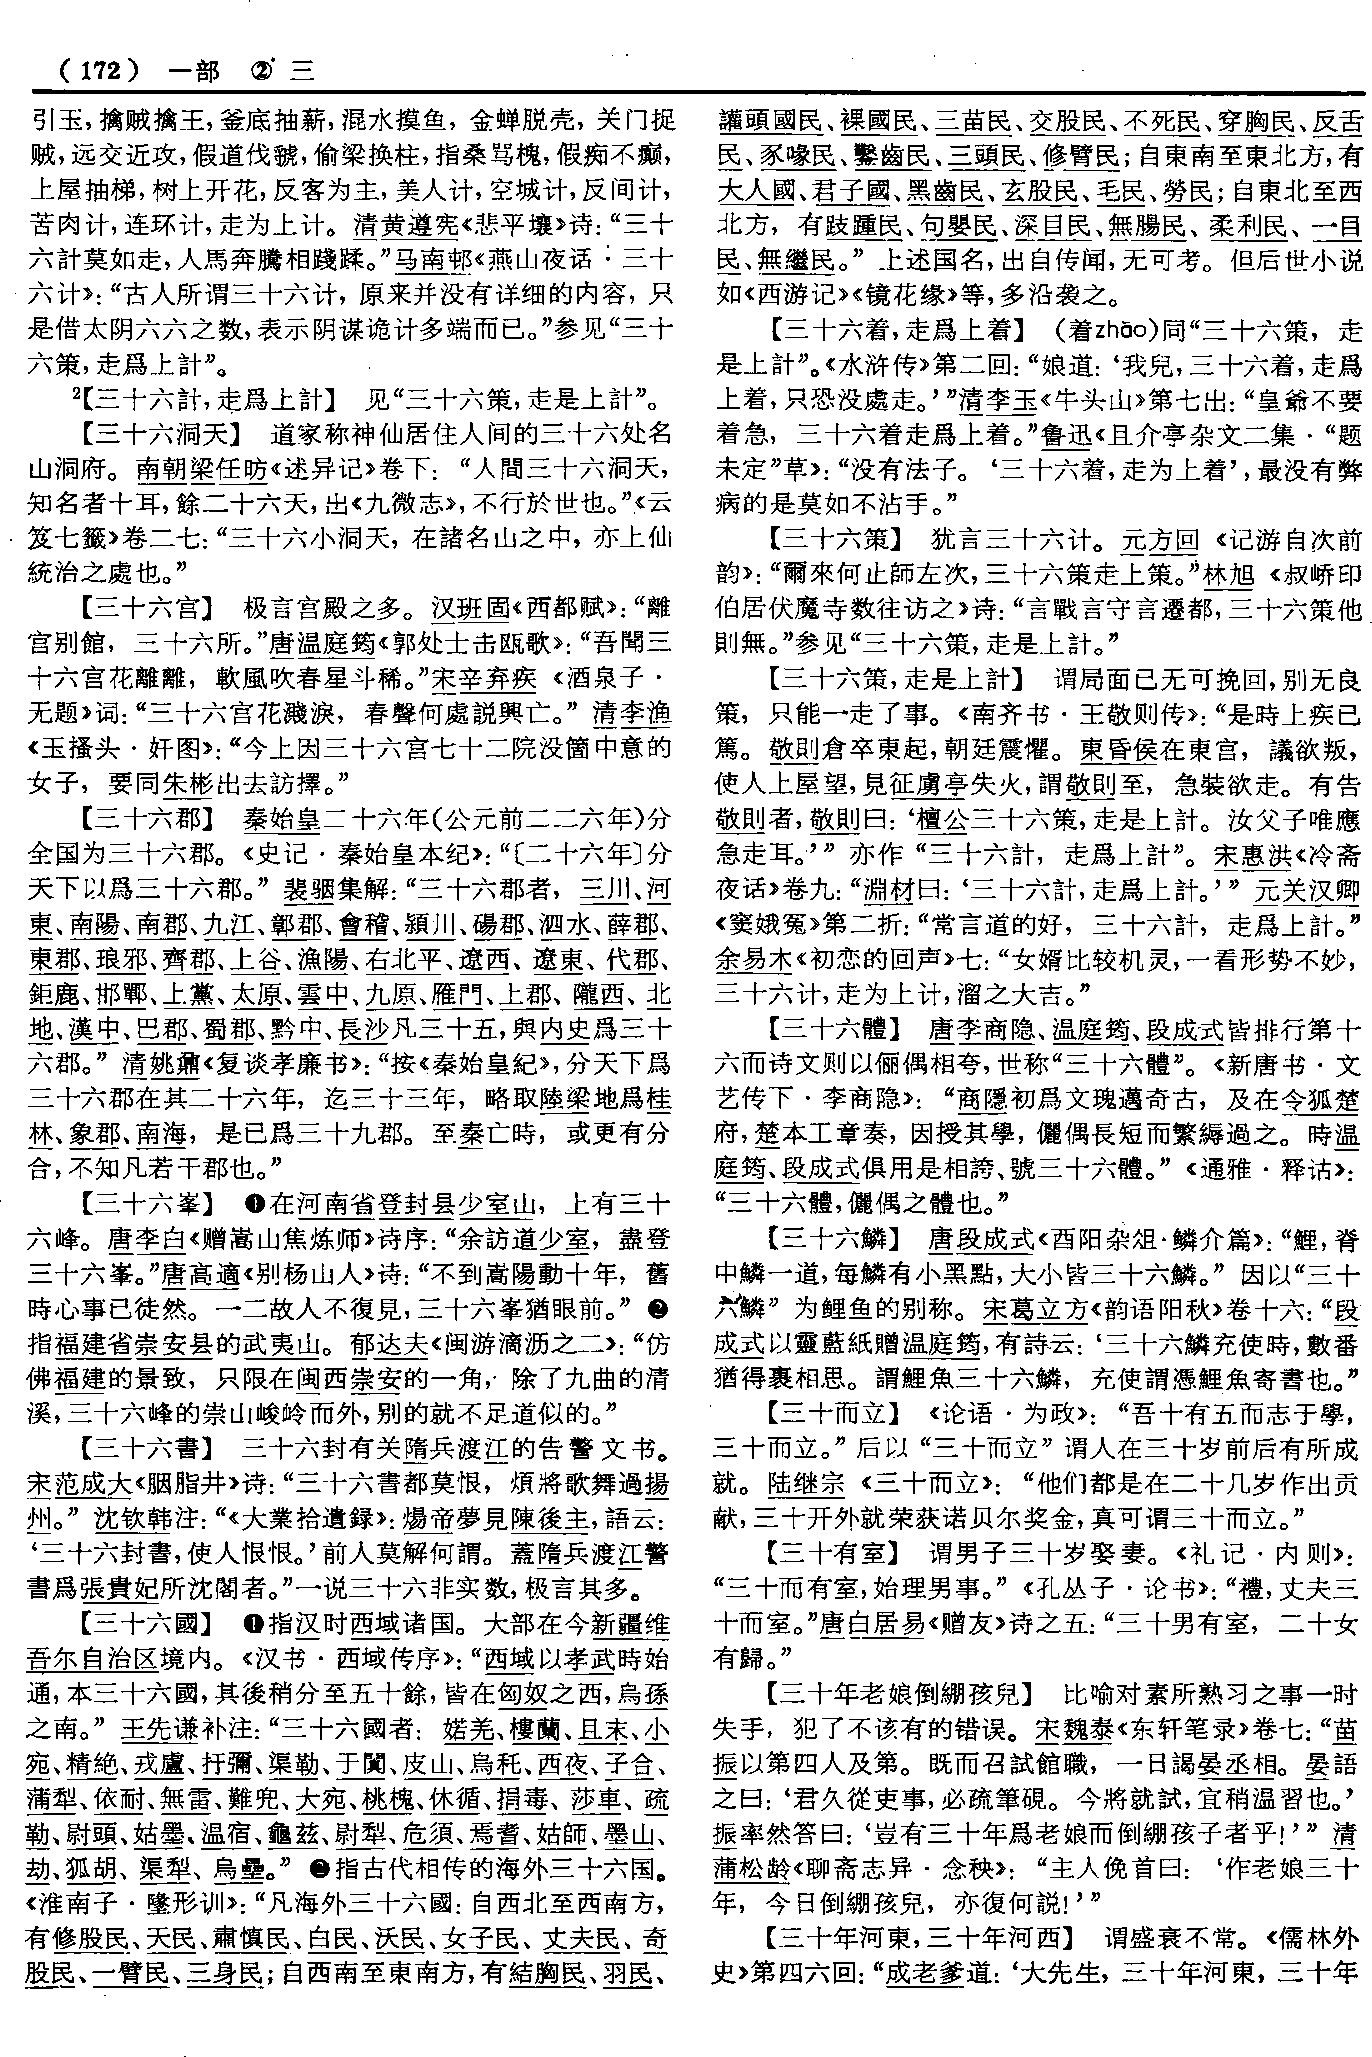 （172） 一部 ② 三
引玉，擒贼擒王，釜底抽薪，混水摸鱼，金蝉脱壳，关门捉
贼，远交近攻，假道伐虢，偷梁换柱，指桑骂槐，假痴不癫，
上屋抽梯，树上开花，反客为主，美人计，空城计，反间计，
苦肉计，连环计，走为上计。清黄遵宪《悲平壤》诗：“三十
六計莫如走，人馬奔騰相踐蹂。”马南邨《燕山夜话·三十
六计》：“古人所谓三十六计，原来并没有详细的内容，只
是借太阴六六之数，表示阴谋诡计多端而已。”参见“三十
六策，走爲上計”。
²【三十六計，走爲上計】 见“三十六策，走是上計”。
【三十六洞天】 道家称神仙居住人间的三十六处名
山洞府。南朝梁任昉《述异记》卷下：“人間三十六洞天，
知名者十耳，餘二十六天，出《九微志》，不行於世也。”《云
笈七籤》卷二七：“三十六小洞天，在諸名山之中，亦上仙
統治之處也。”
【三十六宫】 极言宫殿之多。汉班固《西都赋》：“離
宫别館，三十六所。”唐温庭筠《郭处士击瓯歌》：“吾聞三
十六宫花離離，軟風吹春星斗稀。”宋辛弃疾《酒泉子·
无题》词：“三十六宫花濺淚，春聲何處説興亡。”清李渔
《玉搔头·奸图》：“今上因三十六宫七十二院没箇中意的
女子，要同朱彬出去訪擇。”
【三十六郡】 秦始皇二十六年（公元前二二六年）分
全国为三十六郡。《史记·秦始皇本纪》：“〔二十六年〕分
天下以爲三十六郡。”裴骃集解：“三十六郡者，三川、河
東、南陽、南郡、九江、鄣郡、會稽、潁川、碭郡、泗水、薛郡、
東郡、琅邪、齊郡、上谷、漁陽、右北平、遼西、遼東、代郡、
鉅鹿、邯鄲、上黨、太原、雲中、九原、雁門、上郡、隴西、北
地、漢中、巴郡、蜀郡、黔中、長沙凡三十五，與内史爲三十
六郡。”清姚鼐《复谈孝廉书》：“按《秦始皇紀》，分天下爲
三十六郡在其二十六年，迄三十三年，略取陸梁地爲桂
林、象郡、南海，是已爲三十九郡。至秦亡時，或更有分
合，不知凡若干郡也。”
【三十六峯】 ❶在河南省登封县少室山，上有三十
六峰。唐李白《赠嵩山焦炼师》诗序：“余訪道少室，盡登
三十六峯。”唐高適《别杨山人》诗：“不到嵩陽動十年，舊
時心事已徒然。一二故人不復見，三十六峯猶眼前。”❷
指福建省崇安县的武夷山。郁达夫《闽游滴沥之二》：“仿
佛福建的景致，只限在闽西崇安的一角，除了九曲的清
溪，三十六峰的崇山峻岭而外，别的就不足道似的。”
【三十六書】 三十六封有关隋兵渡江的告警文书。
宋范成大《胭脂井》诗：“三十六書都莫恨，煩將歌舞過揚
州。”沈钦韩注：“《大業拾遺録》：煬帝夢見陳後主，語云：
‘三十六封書，使人恨恨。’前人莫解何謂。蓋隋兵渡江警
書爲張貴妃所沈閣者。”一说三十六非实数，极言其多。
【三十六國】 ❶指汉时西域诸国。大部在今新疆维
吾尔自治区境内。《汉书·西域传序》：“西域以孝武時始
通，本三十六國，其後稍分至五十餘，皆在匈奴之西，烏孫
之南。”王先谦补注：“三十六國者：婼羌、樓蘭、且末、小
宛、精絶、戎盧、扜彌、渠勒、于闐、皮山、烏秅、西夜、子合、
蒲犁、依耐、無雷、難兜、大宛、桃槐、休循、捐毒、莎車、疏
勒、尉頭、姑墨、温宿、龜兹、尉犁、危須、焉耆、姑師、墨山、
劫、狐胡、渠犁、烏壘。”❷指古代相传的海外三十六国。
《淮南子·墬形训》：“凡海外三十六國：自西北至西南方，
有修股民、天民、肅慎民、白民、沃民、女子民、丈夫民、奇
股民、一臂民、三身民；自西南至東南方，有結胸民、羽民、
讙頭國民、裸國民、三苗民、交股民、不死民、穿胸民、反舌
民、豕喙民、鑿齒民、三頭民、修臂民；自東南至東北方，有
大人國、君子國、黑齒民、玄股民、毛民、勞民；自東北至西
北方，有跂踵民、句嬰民、深目民、無腸民、柔利民、一目
民、無繼民。”上述国名，出自传闻，无可考。但后世小说
如《西游记》《镜花缘》等，多沿袭之。
【三十六着，走爲上着】 （着zhāo）同“三十六策，走
是上計”。《水浒传》第二回：“娘道：‘我兒，三十六着，走爲
上着，只恐没處走。’”清李玉《牛头山》第七出：“皇爺不要
着急，三十六着走爲上着。”鲁迅《且介亭杂文二集·“题
未定”草》：“没有法子。‘三十六着，走为上着’，最没有弊
病的是莫如不沾手。”
【三十六策】 犹言三十六计。元方回《记游自次前
韵》：“爾來何止師左次，三十六策走上策。”林旭《叔峤印
伯居伏魔寺数往访之》诗：“言戰言守言遷都，三十六策他
則無。”参见“三十六策，走是上計。”
【三十六策，走是上計】 谓局面已无可挽回，别无良
策，只能一走了事。《南齐书·王敬则传》：“是時上疾已
篤。敬則倉卒東起，朝廷震懼。東昏侯在東宫，議欲叛，
使人上屋望，見征虜亭失火，謂敬則至，急裝欲走。有告
敬則者，敬則曰：‘檀公三十六策，走是上計。汝父子唯應
急走耳。’”亦作“三十六計，走爲上計”。宋惠洪《冷斋
夜话》卷九：“淵材曰：‘三十六計，走爲上計。’”元关汉卿
《窦娥冤》第二折：“常言道的好，三十六計，走爲上計。”
余易木《初恋的回声》七：“女婿比较机灵，一看形势不妙，
三十六计，走为上计，溜之大吉。”
【三十六體】 唐李商隐、温庭筠、段成式皆排行第十
六而诗文则以俪偶相夸，世称“三十六體”。《新唐书·文
艺传下·李商隐》：“商隱初爲文瑰邁奇古，及在令狐楚
府，楚本工章奏，因授其學，儷偶長短而繁縟過之。時温
庭筠、段成式俱用是相誇、號三十六體。”《通雅·释诂》：
“三十六體，儷偶之體也。”
【三十六鱗】 唐段成式《酉阳杂俎·鳞介篇》：“鯉，脊
中鱗一道，每鱗有小黑點，大小皆三十六鱗。”因以“三十
六鱗”为鲤鱼的别称。宋葛立方《韵语阳秋》卷十六：“段
成式以靈藍紙贈温庭筠，有詩云：‘三十六鱗充使時，數番
猶得裹相思。謂鯉魚三十六鱗，充使謂憑鯉魚寄書也。”
【三十而立】 《论语·为政》：“吾十有五而志于學，
三十而立。”后以“三十而立”谓人在三十岁前后有所成
就。陆继宗《三十而立》：“他们都是在二十几岁作出贡
献，三十开外就荣获诺贝尔奖金，真可谓三十而立。”
【三十有室】 谓男子三十岁娶妻。《礼记·内则》：
“三十而有室，始理男事。”《孔丛子·论书》：“禮，丈夫三
十而室。”唐白居易《赠友》诗之五：“三十男有室，二十女
有歸。”
【三十年老娘倒綳孩兒】 比喻对素所熟习之事一时
失手，犯了不该有的错误。宋魏泰《东轩笔录》卷七：“苗
振以第四人及第。既而召試館職，一日謁晏丞相。晏語
之曰：‘君久從吏事，必疏筆硯。今將就試，宜稍温習也。’
振率然答曰：‘豈有三十年爲老娘而倒綳孩子者乎！’”清
蒲松龄《聊斋志异·念秧》：“主人俛首曰：‘作老娘三十
年，今日倒綳孩兒，亦復何説！’”
【三十年河東，三十年河西】 谓盛衰不常。《儒林外
史》第四六回：“成老爹道：‘大先生，三十年河東，三十年